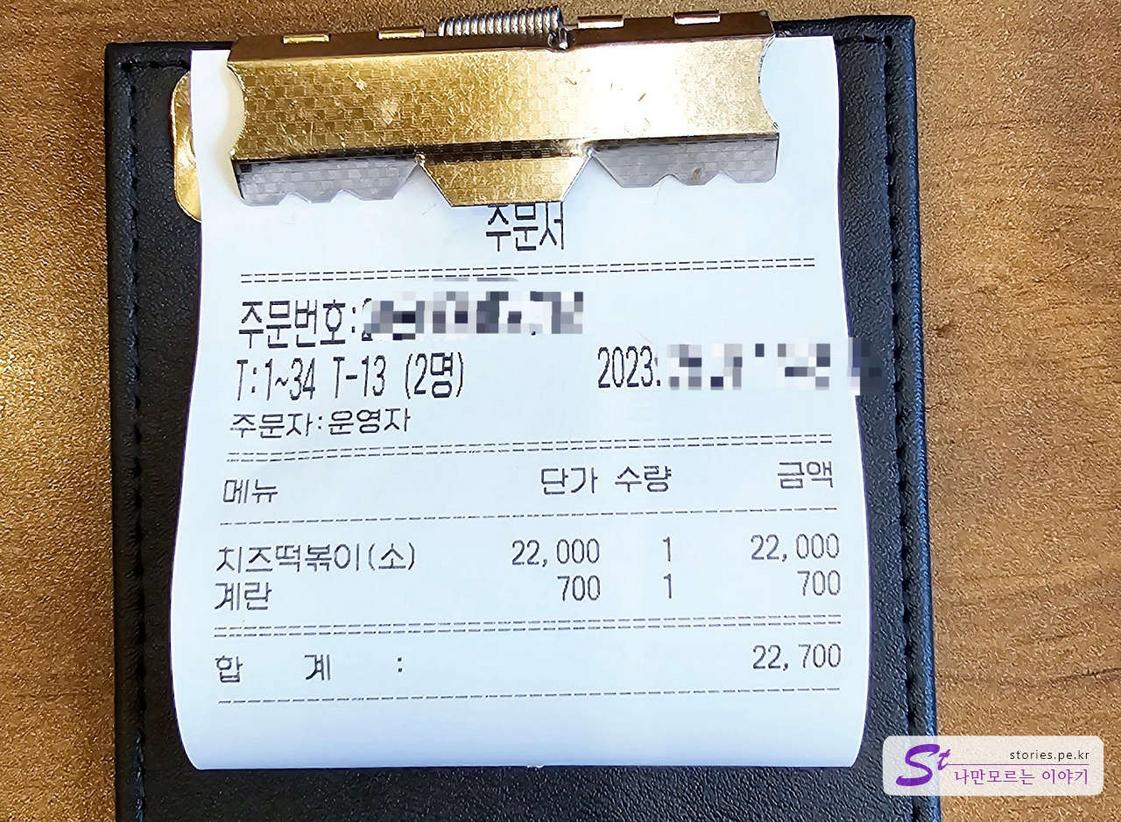 주문서
주문번호:
T:1~34 T-13 (2명) 2023.
주문자:운영자
메뉴 단가 수량 금액
치즈떡볶이(소) 22,000 1 22,000
계란 700 1 700
합 계 : 22,700
St stories.pe.kr
나만모르는 이야기